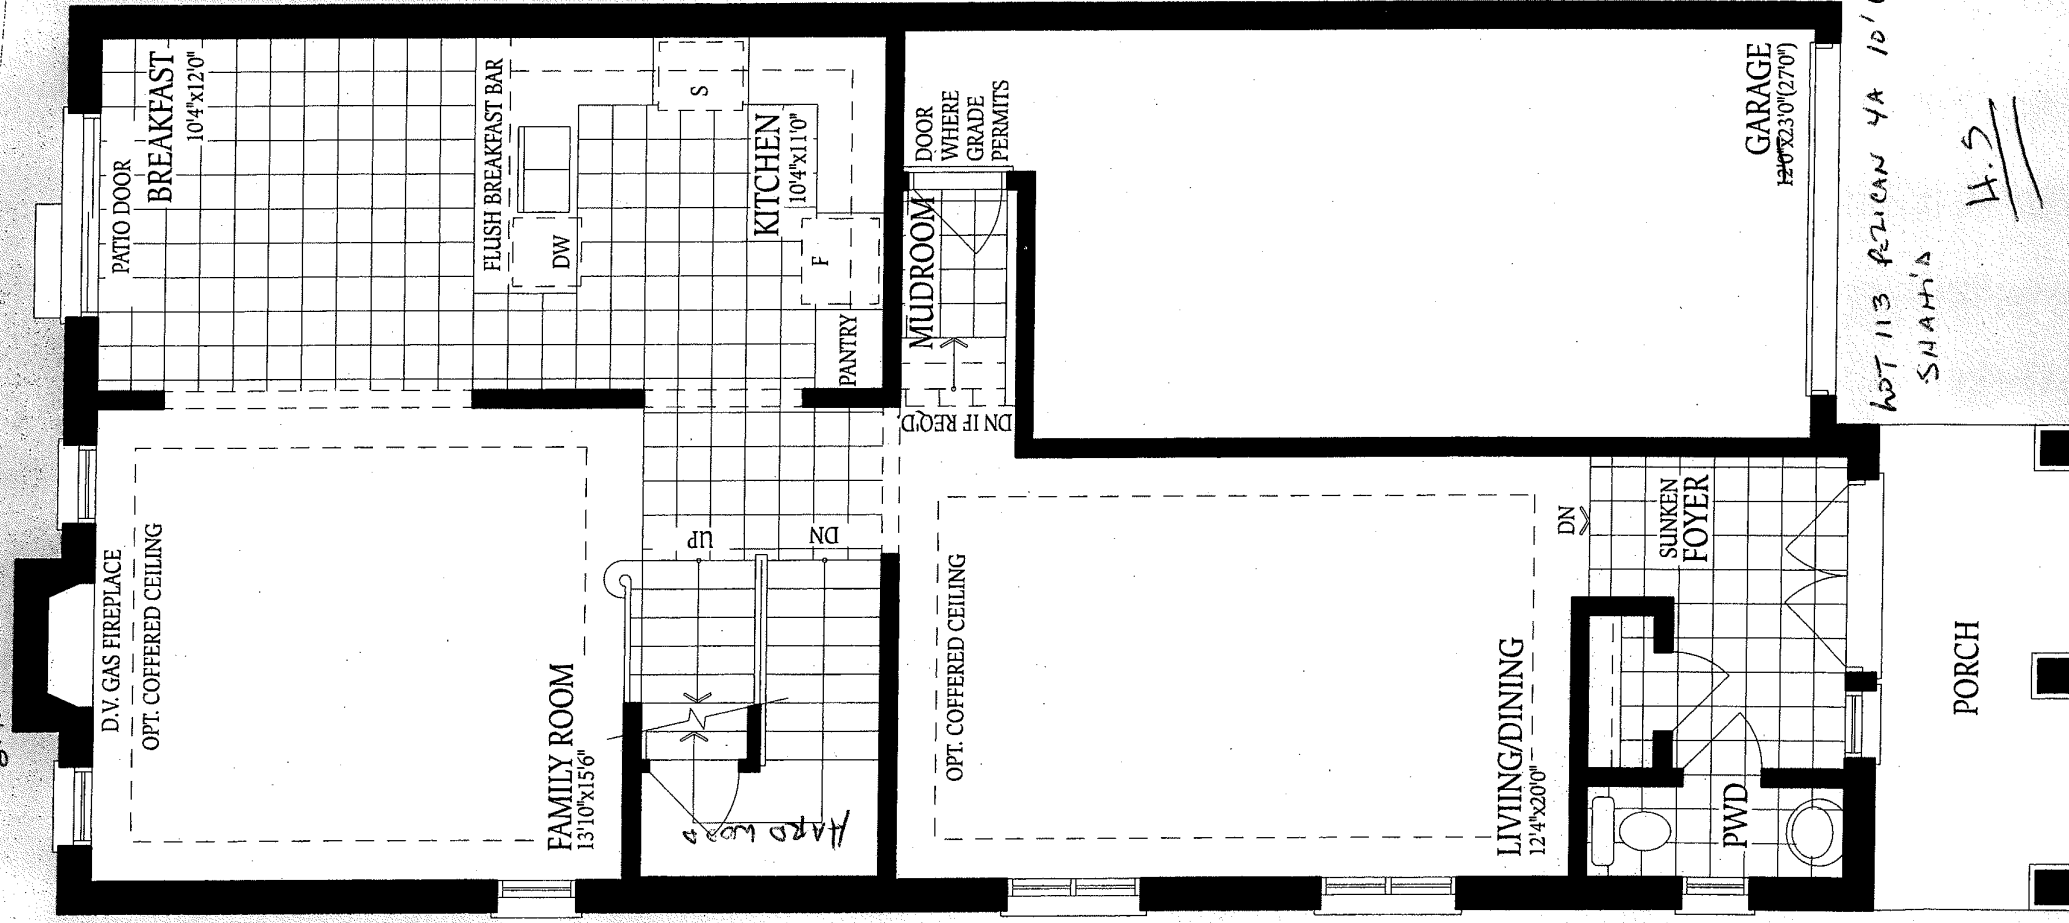 PATIO DOOR
BREAKFAST
10'4"x12'0"
FLUSH BREAKFAST BAR
DW
S
KITCHEN
10'4"x11'0"
F
PANTRY
MUDROOM
DOOR
WHERE
GRADE
PERMITS
DN IF REQ'D
GARAGE
12'0"x23'0"(27'0")
D.V. GAS FIREPLACE
OPT. COFFERED CEILING
FAMILY ROOM
13'10"x15'6"
UP
DN
HARD WOOD
OPT. COFFERED CEILING
LIVIING/DINING
12'4"x20'0"
DN
SUNKEN
FOYER
PWD
PORCH
LOT 113 PELICAN 4A 10'
SHAHID
H.S